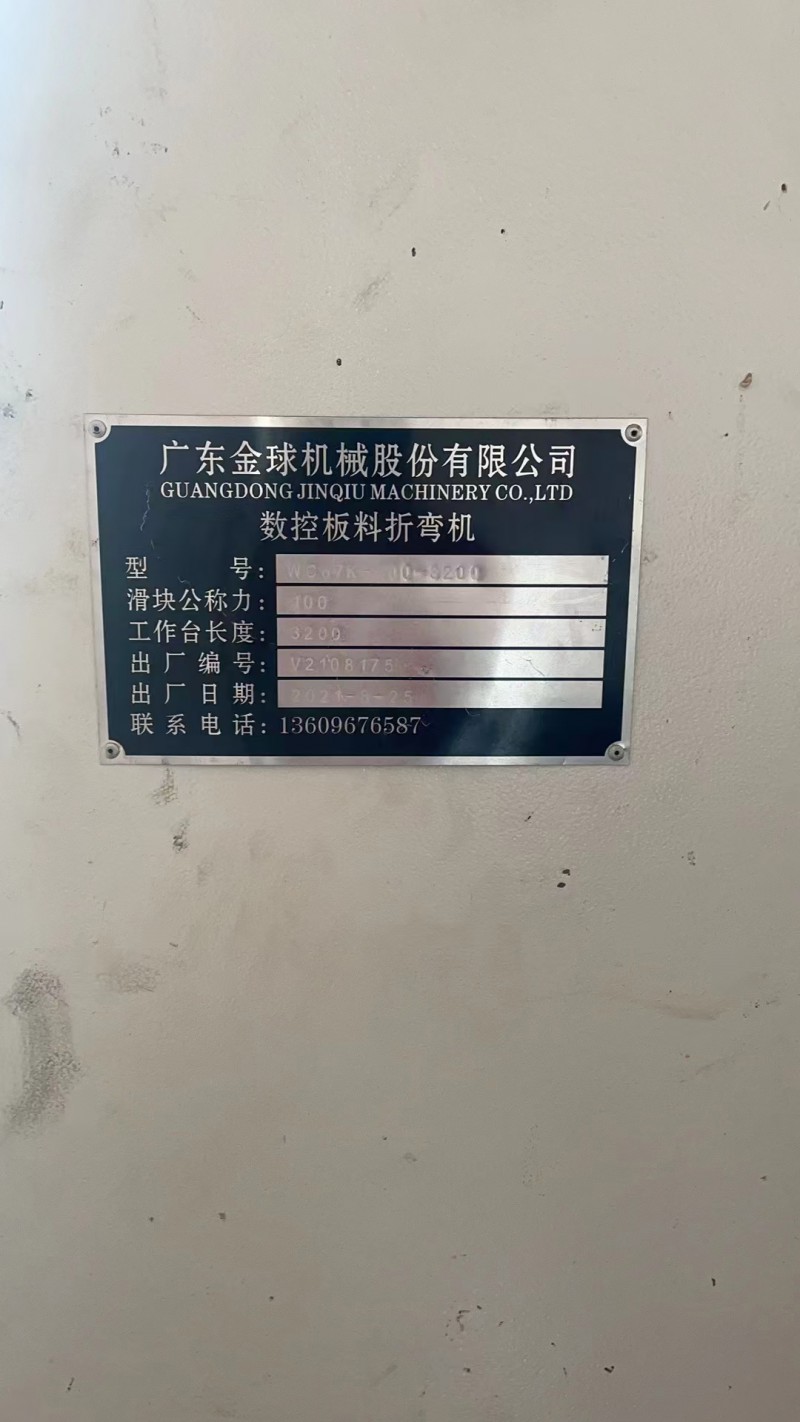 广东金球机械股份有限公司
GUANGDONG JINQIU MACHINERY CO.,LTD
数控板料折弯机
型 号:
滑块公称力: 100
工作台长度: 3200
出厂编号: V2108175
出厂日期:
联系电话: 13609676587